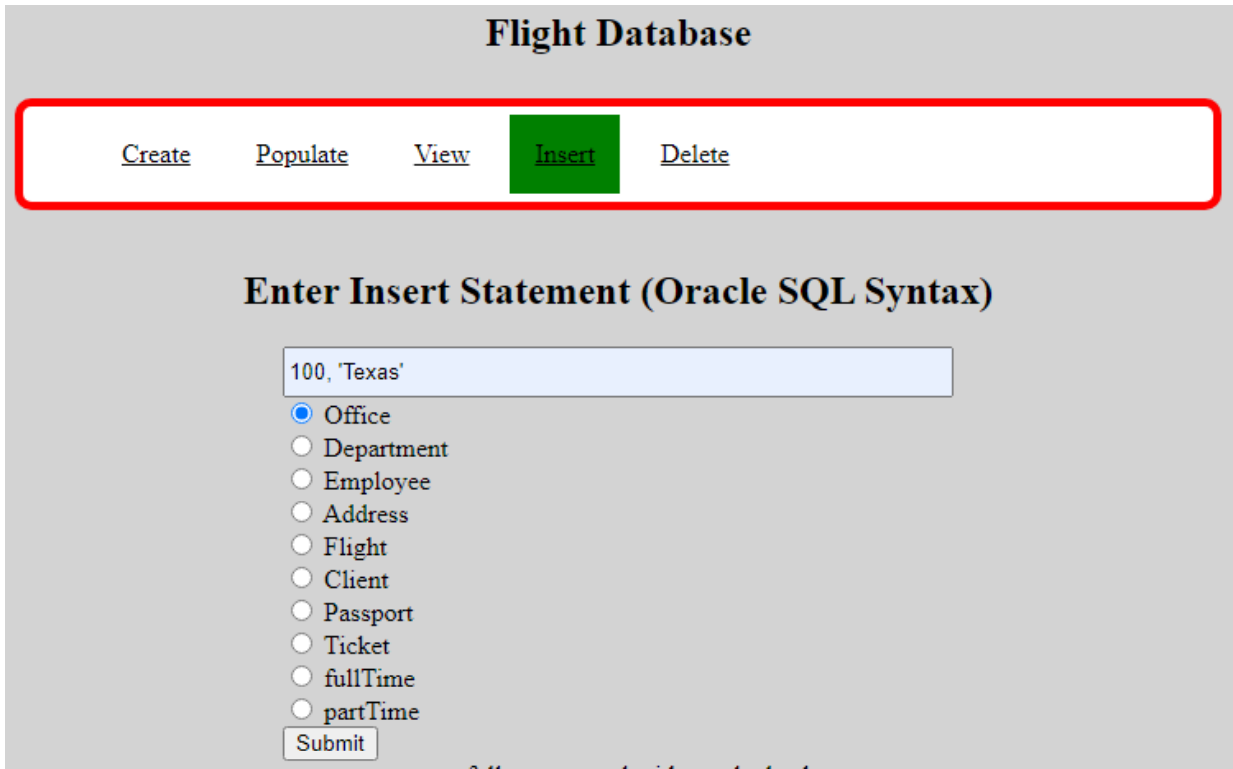 Flight Database
Create Populate View Insert Delete
Enter Insert Statement (Oracle SQL Syntax)
100, 'Texas'
Office
Department
Employee
Address
Flight
Client
Passport
Ticket
fullTime
partTime
Submit